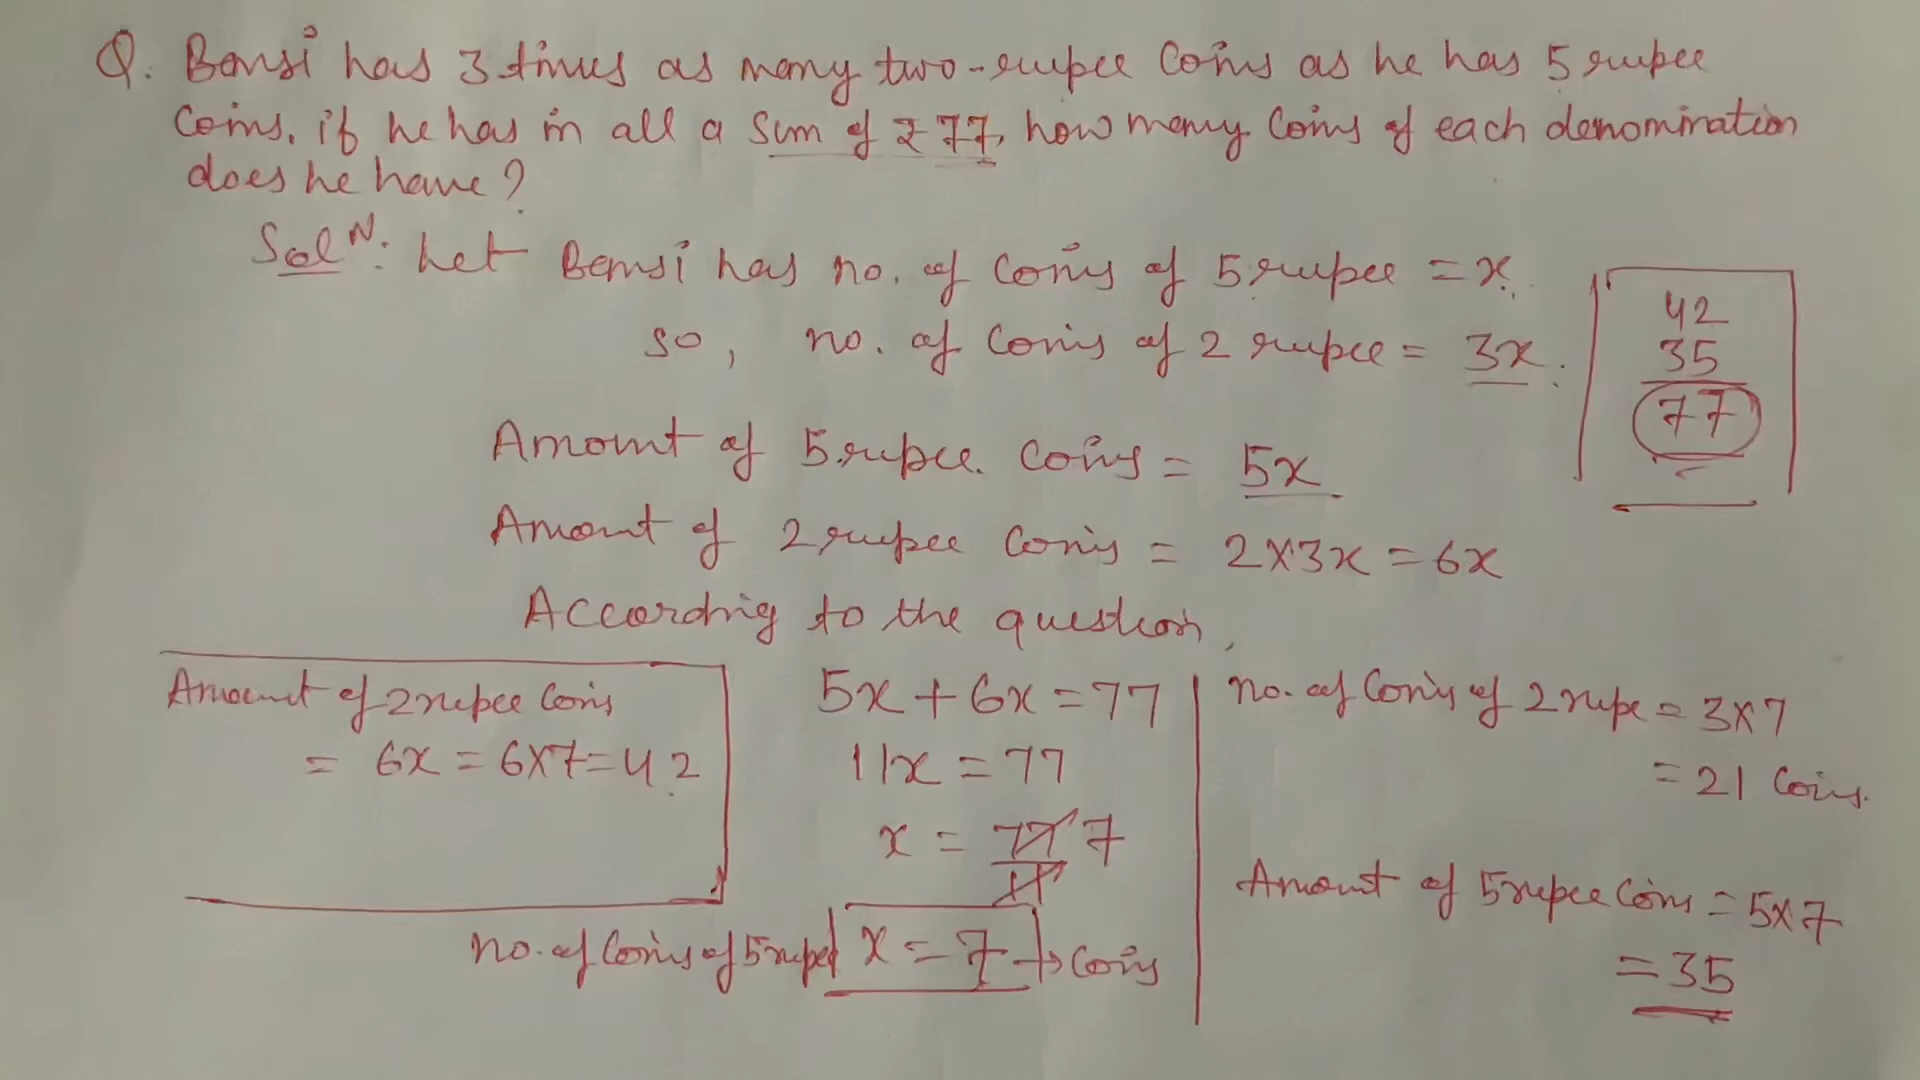 Q. Bansi has 3 times as many two-rupee Coins as he has 5 rupee
Coins. if he has in all a sum of ₹ 77, how many Coins of each denomination
does he have?
Solᴺ: Let Bansi has no. of Coins of 5 rupee = x.
so, no. of Coins of 2 rupee = 3x.
42
35
77
Amount of 5 rupee. Coins = 5x
Amount of 2 rupee Coins = 2×3x = 6x
According to the question,
5x + 6x = 77
11x = 77
x = 77/11 7
no. of Coins of 5 rupee x = 7 → Coins
Amount of 2 rupee Coins
= 6x = 6×7 = 42
no. of Coins of 2 rupe = 3×7
= 21 Coins.
Amount of 5 rupee Coins = 5×7
= 35